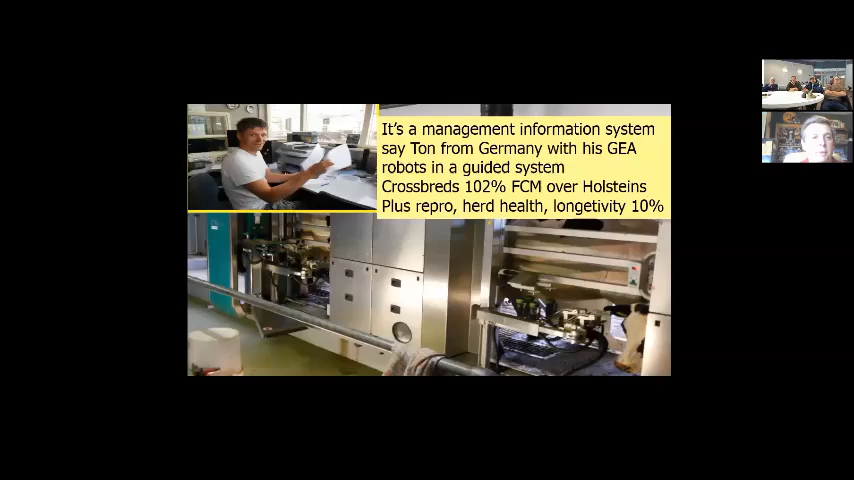 It's a management information system
say Ton from Germany with his GEA
robots in a guided system
Crossbreds 102% FCM over Holsteins
Plus repro, herd health, longetivity 10%